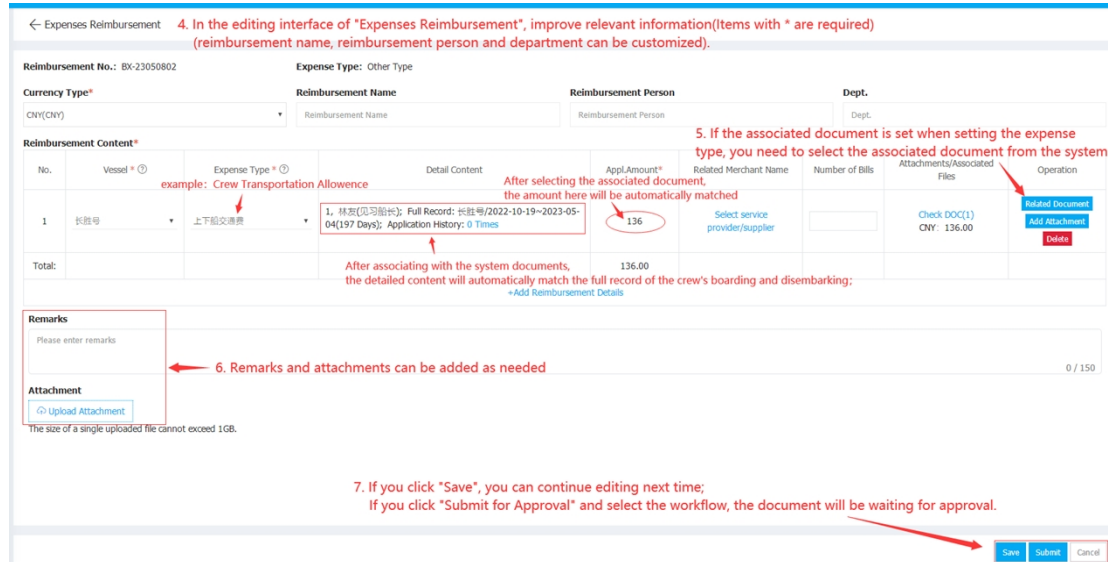 ← Expenses Reimbursement
4. In the editing interface of "Expenses Reimbursement", improve relevant information(Items with * are required)
(reimbursement name, reimbursement person and department can be customized).
Reimbursement No.: BX-23050802
Expense Type: Other Type
Currency Type*
Reimbursement Name
Reimbursement Person
Dept.
CNY(CNY)
Reimbursement Name
Reimbursement Person
Dept.
5. If the associated document is set when setting the expense
type, you need to select the associated document from the system
Reimbursement Content*
No.
Vessel *
Expense Type *
Detail Content
Appl.Amount*
Related Merchant Name
Number of Bills
Attachments/Associated
Files
Operation
example: Crew Transportation Allowence
After selecting the associated document,
the amount here will be automatically matched
1
长胜号
上下船交通费
1, 林友(见习船长); Full Record: 长胜号/2022-10-19~2023-05-
04(197 Days); Application History: 0 Times
136
Select service
provider/supplier
Check DOC(1)
CNY: 136.00
Related Document
Add Attachment
Delete
Total:
136.00
After associating with the system documents,
the detailed content will automatically match the full record of the crew's boarding and disembarking;
+Add Reimbursement Details
Remarks
Please enter remarks
0 / 150
6. Remarks and attachments can be added as needed
Attachment
Upload Attachment
The size of a single uploaded file cannot exceed 1GB.
7. If you click "Save", you can continue editing next time;
If you click "Submit for Approval" and select the workflow, the document will be waiting for approval.
Save
Submit
Cancel